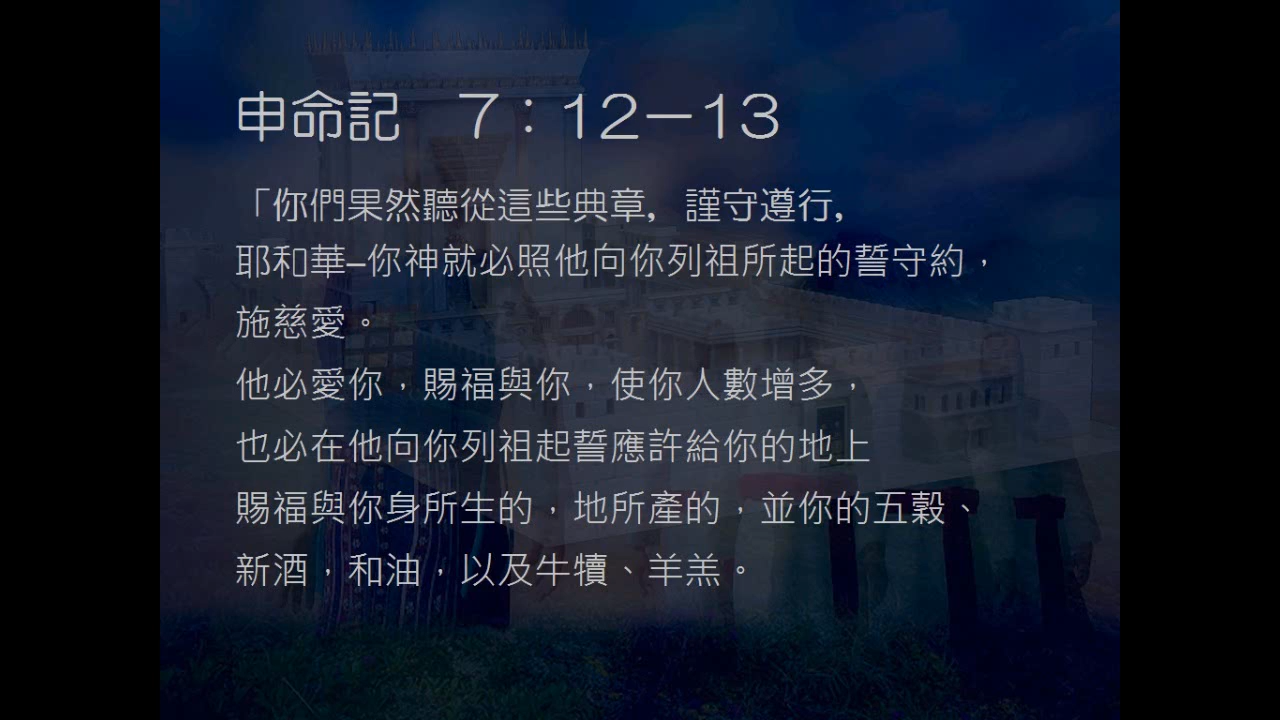 申命記　７：１２－１３
「你們果然聽從這些典章，謹守遵行，
耶和華─你神就必照他向你列祖所起的誓守約，
施慈愛。
他必愛你，賜福與你，使你人數增多，
也必在他向你列祖起誓應許給你的地上
賜福與你身所生的，地所產的，並你的五穀、
新酒，和油，以及牛犢、羊羔。